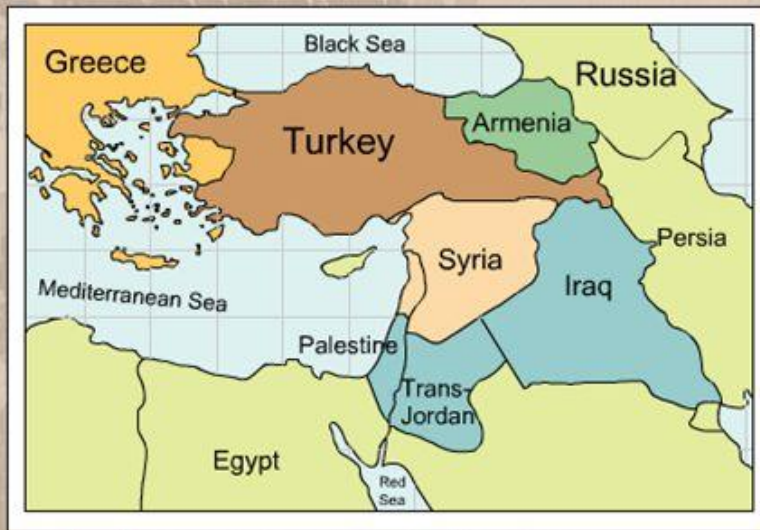 Black Sea
Greece
Russia
Armenia
Turkey
Persia
Syria
Iraq
Mediterranean Sea
Palestine
Trans-
Jordan
Egypt
Red
Sea